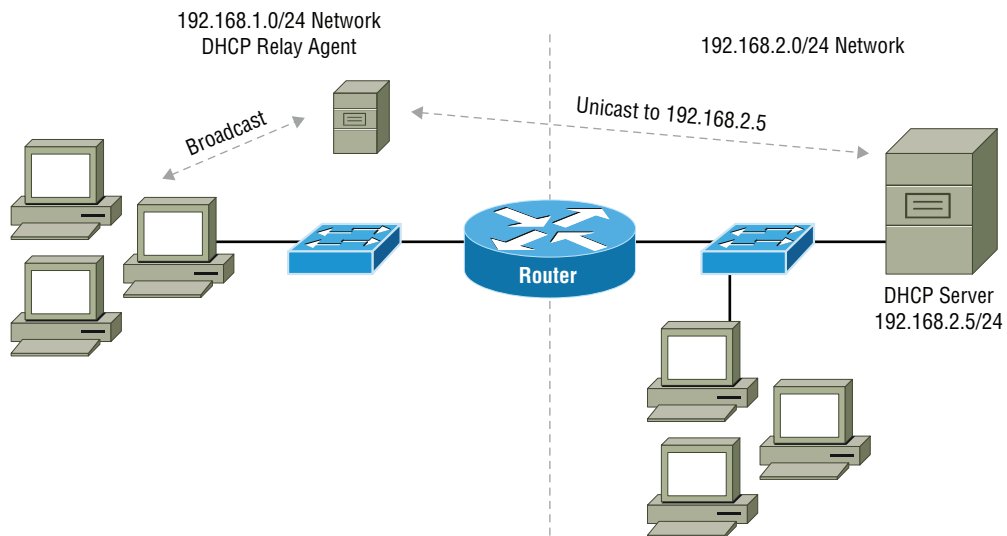 192.168.1.0/24 Network
DHCP Relay Agent
192.168.2.0/24 Network
Broadcast
Unicast to 192.168.2.5
Router
DHCP Server
192.168.2.5/24